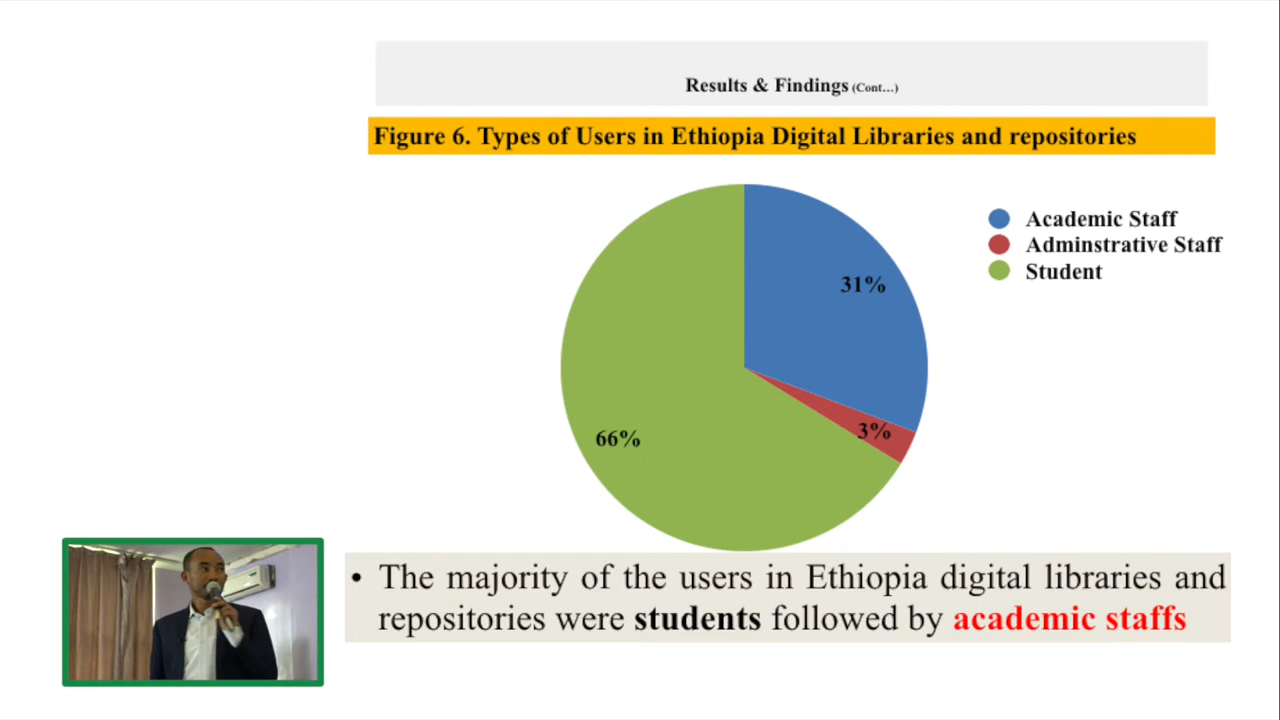 Results & Findings (Cont...)
Figure 6. Types of Users in Ethiopia Digital Libraries and repositories
Academic Staff
Adminstrative Staff
Student
31%
3%
66%
• The majority of the users in Ethiopia digital libraries and
repositories were students followed by academic staffs